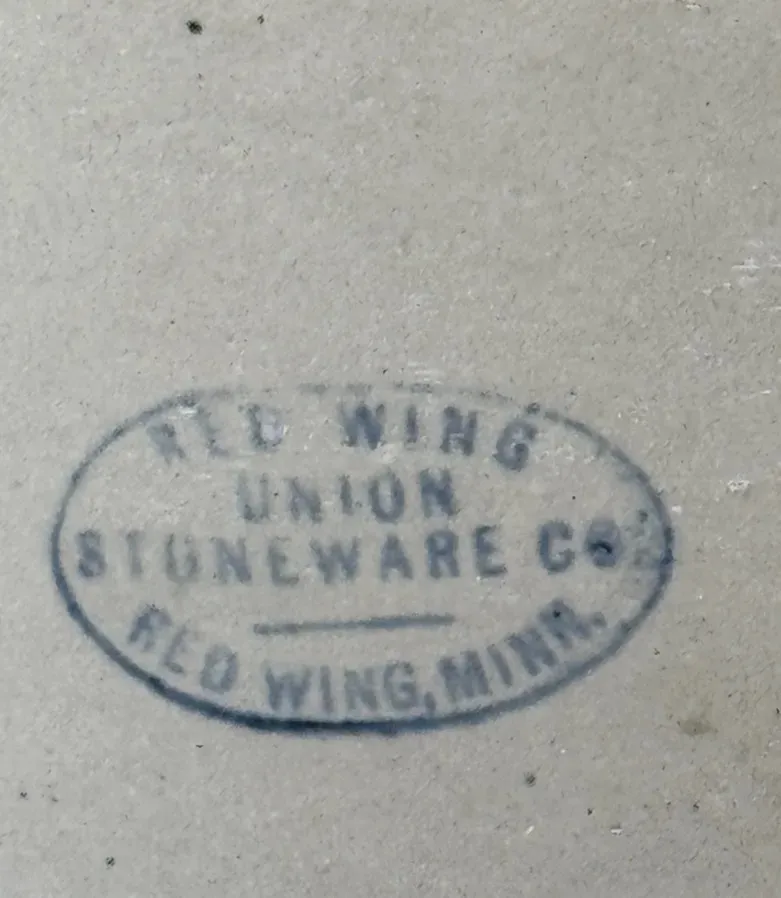 RED WING
UNION
STONEWARE CO.
RED WING, MINN.